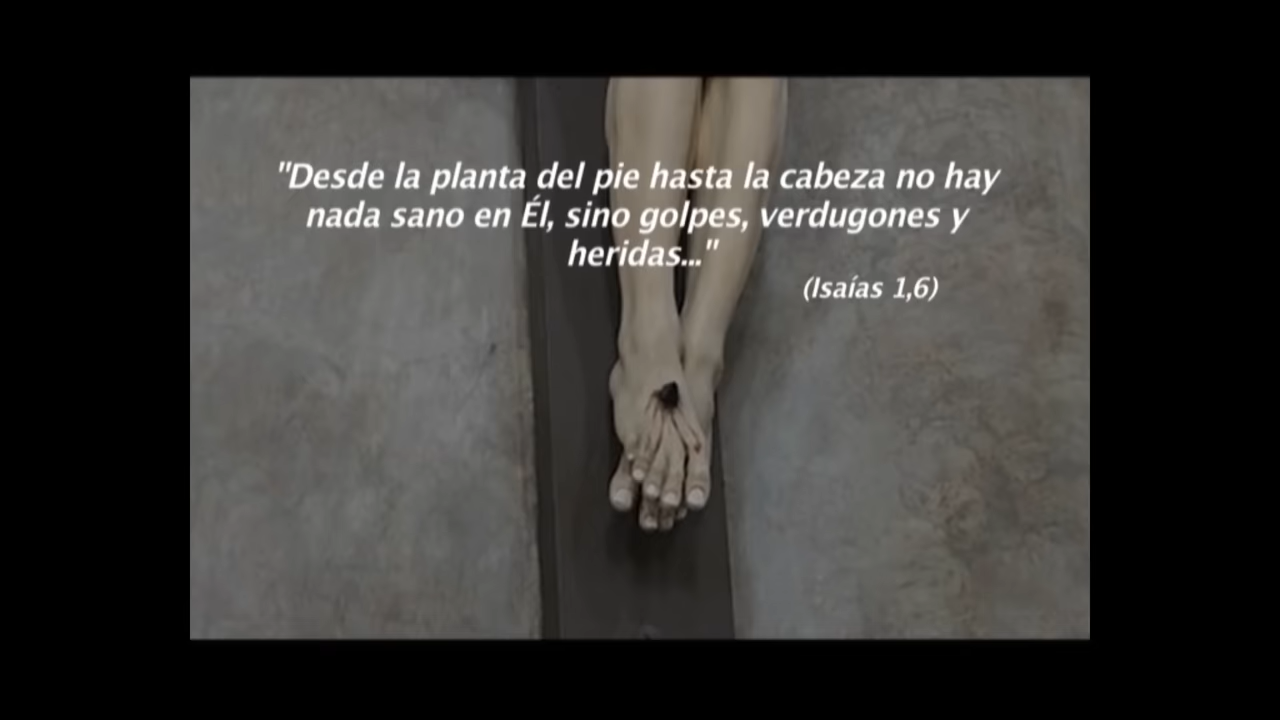 "Desde la planta del pie hasta la cabeza no hay
nada sano en Él, sino golpes, verdugones y
heridas..."
(Isaías 1,6)